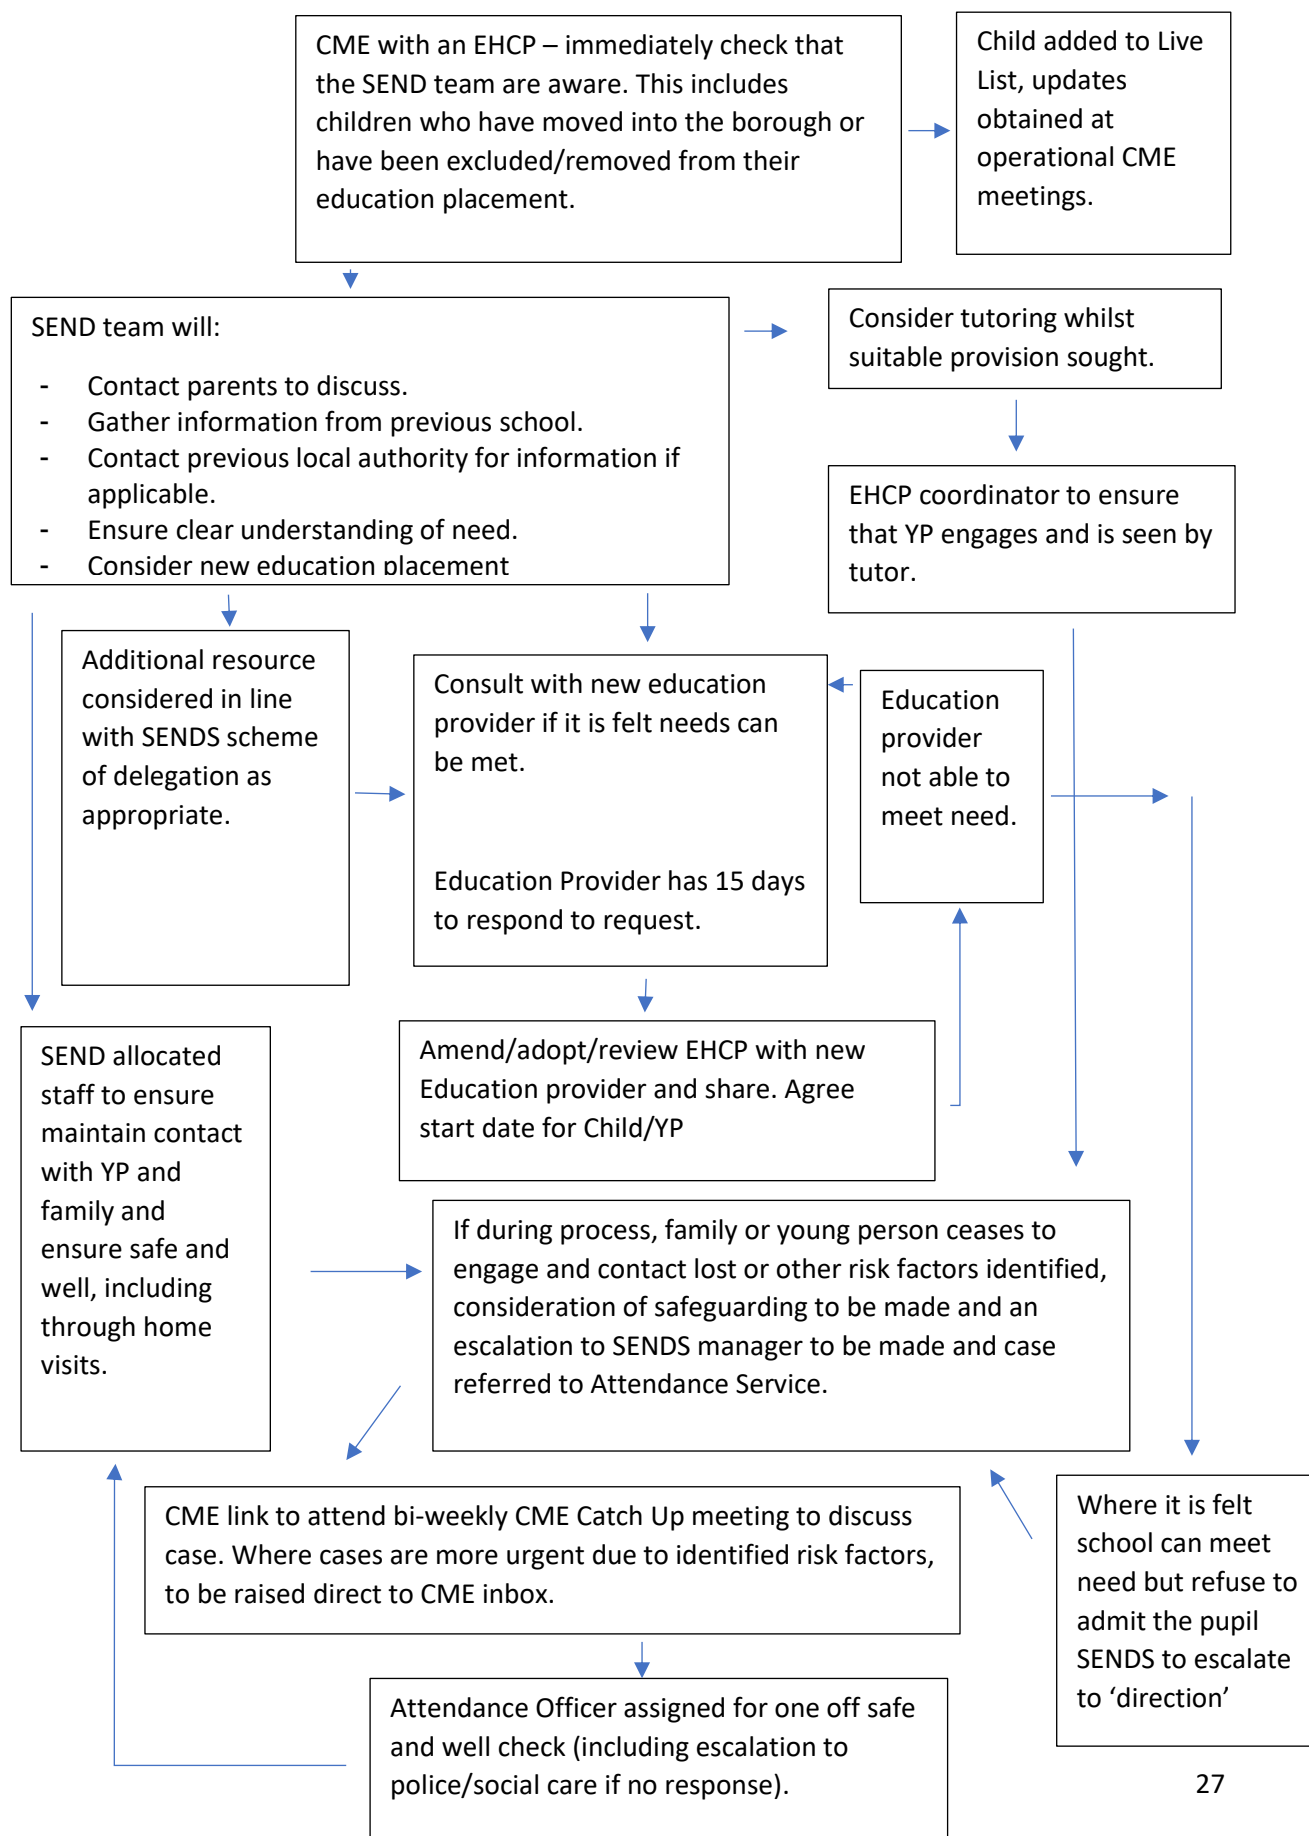 CME with an EHCP – immediately check that
the SEND team are aware. This includes
children who have moved into the borough or
have been excluded/removed from their
education placement.
Child added to Live
List, updates
obtained at
operational CME
meetings.
SEND team will:
- Contact parents to discuss.
- Gather information from previous school.
- Contact previous local authority for information if
applicable.
- Ensure clear understanding of need.
- Consider new education placement
Consider tutoring whilst
suitable provision sought.
EHCP coordinator to ensure
that YP engages and is seen by
tutor.
Additional resource
considered in line
with SENDS scheme
of delegation as
appropriate.
Consult with new education
provider if it is felt needs can
be met.
Education Provider has 15 days
to respond to request.
Education
provider
not able to
meet need.
Amend/adopt/review EHCP with new
Education provider and share. Agree
start date for Child/YP
SEND allocated
staff to ensure
maintain contact
with YP and
family and
ensure safe and
well, including
through home
visits.
If during process, family or young person ceases to
engage and contact lost or other risk factors identified,
consideration of safeguarding to be made and an
escalation to SENDS manager to be made and case
referred to Attendance Service.
CME link to attend bi-weekly CME Catch Up meeting to discuss
case. Where cases are more urgent due to identified risk factors,
to be raised direct to CME inbox.
Where it is felt
school can meet
need but refuse to
admit the pupil
SENDS to escalate
to ‘direction’
Attendance Officer assigned for one off safe
and well check (including escalation to
police/social care if no response).
27